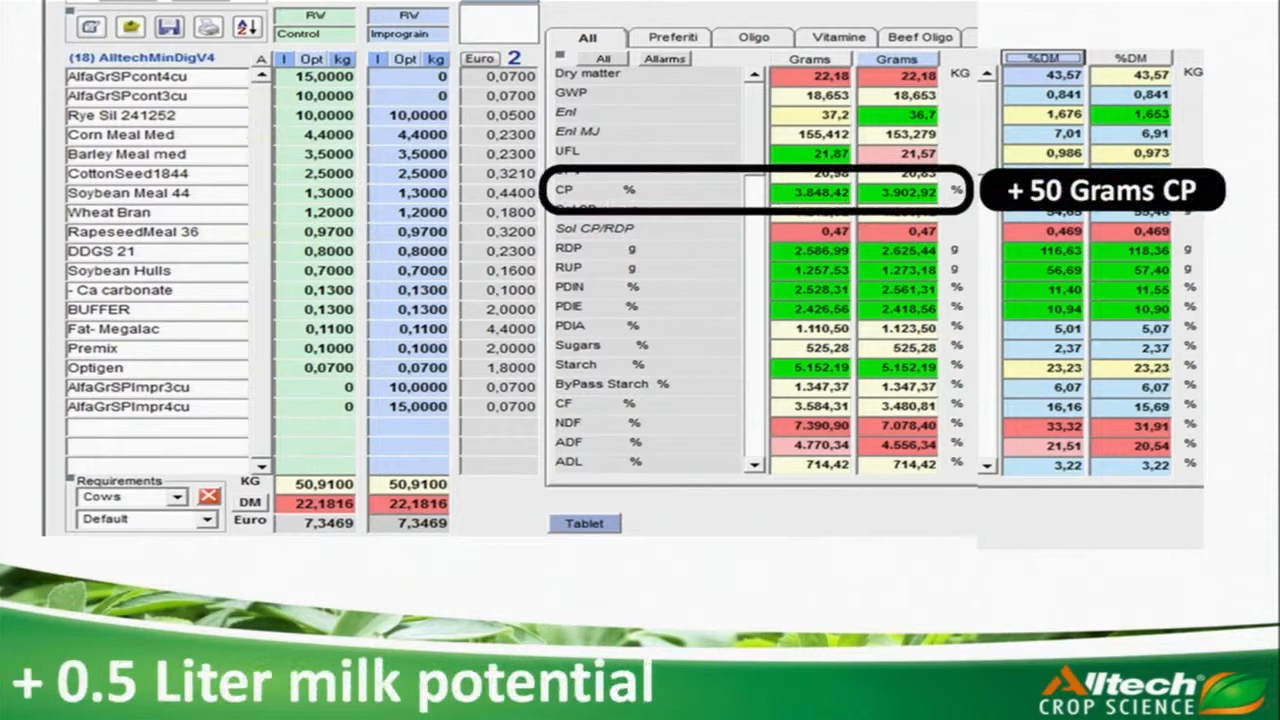 RW RW
Control Imprograin
(18) AlltechMinDigV4 A I Opt kg I Opt kg Euro 2
AlfaGrSPcont4cu 15,0000 0 0,0700
AlfaGrSPcont3cu 10,0000 0 0,0700
Rye Sil 241252 10,0000 10,0000 0,0500
Corn Meal Med 4,4000 4,4000 0,2300
Barley Meal med 3,5000 3,5000 0,2300
CottonSeed1844 2,5000 2,5000 0,3210
Soybean Meal 44 1,3000 1,3000 0,4400
Wheat Bran 1,2000 1,2000 0,1800
RapeseedMeal 36 0,9700 0,9700 0,3200
DDGS 21 0,8000 0,8000 0,2300
Soybean Hulls 0,7000 0,7000 0,1600
- Ca carbonate 0,1300 0,1300 0,1000
BUFFER 0,1300 0,1300 2,0000
Fat- Megalac 0,1100 0,1100 4,4000
Premix 0,1000 0,1000 2,0000
Optigen 0,0700 0,0700 1,8000
AlfaGrSPImpr3cu 0 10,0000 0,0700
AlfaGrSPImpr4cu 0 15,0000 0,0700
Requirements KG 50,9100 50,9100
Cows DM 22,1816 22,1816
Default Euro 7,3469 7,3469
All Preferiti Oligo Vitamine Beef Oligo
All Allarms Grams Grams %DM %DM
Dry matter 22,18 22,18 KG 43,57 43,57 KG
GWP 18,653 18,653 0,841 0,841
Enl 37,2 36,7 1,676 1,653
Enl MJ 155,412 153,279 7,01 6,91
UFL 21,87 21,57 0,986 0,973
20,98 20,83
CP % 3.848,42 3.902,92 % + 50 Grams CP
Sol CP/RDP 0,47 0,47 0,469 0,469
RDP g 2.586,99 2.625,44 g 116,63 118,36 g
RUP g 1.257,53 1.273,18 g 56,69 57,40 g
PDIN % 2.528,31 2.561,31 % 11,40 11,55 %
PDIE % 2.426,56 2.418,56 % 10,94 10,90 %
PDIA % 1.110,50 1.123,50 % 5,01 5,07 %
Sugars % 525,28 525,28 % 2,37 2,37 %
Starch % 5.152,19 5.152,19 % 23,23 23,23 %
ByPass Starch % 1.347,37 1.347,37 % 6,07 6,07 %
CF % 3.584,31 3.480,81 % 16,16 15,69 %
NDF % 7.390,90 7.078,40 % 33,32 31,91 %
ADF % 4.770,34 4.556,34 % 21,51 20,54 %
ADL % 714,42 714,42 % 3,22 3,22 %
Tablet
+ 0.5 Liter milk potential
Alltech®
CROP SCIENCE